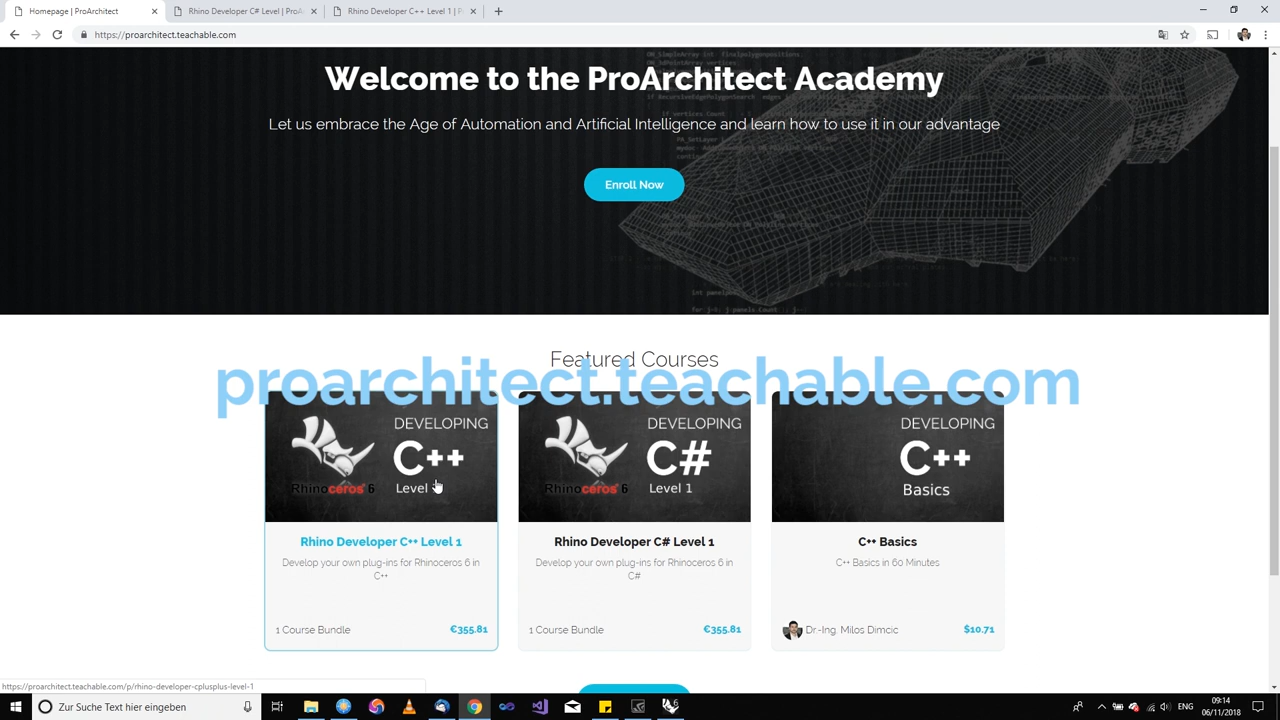 Homepage | ProArchitect
Rhino Developer C# Level | ProA
Rhino Developer C++ Level 1 | P
https://proarchitect.teachable.com
Welcome to the ProArchitect Academy
Let us embrace the Age of Automation and Artificial Intelligence and learn how to use it in our advantage
Enroll Now
Featured Courses
proarchitect.teachable.com
DEVELOPING
C++
Level
Rhinoceros 6
DEVELOPING
C#
Level 1
Rhinoceros 6
DEVELOPING
C++
Basics
Rhino Developer C++ Level 1
Develop your own plug-ins for Rhinoceros 6 in
C++
1 Course Bundle
€355.81
Rhino Developer C# Level 1
Develop your own plug-ins for Rhinoceros 6 in
C#
1 Course Bundle
€355.81
C++ Basics
C++ Basics in 60 Minutes
Dr.-Ing. Milos Dimcic
$10.71
https://proarchitect.teachable.com/p/rhino-developer-cplusplus-level-1
Zur Suche Text hier eingeben
ENG
09:14
06/11/2018